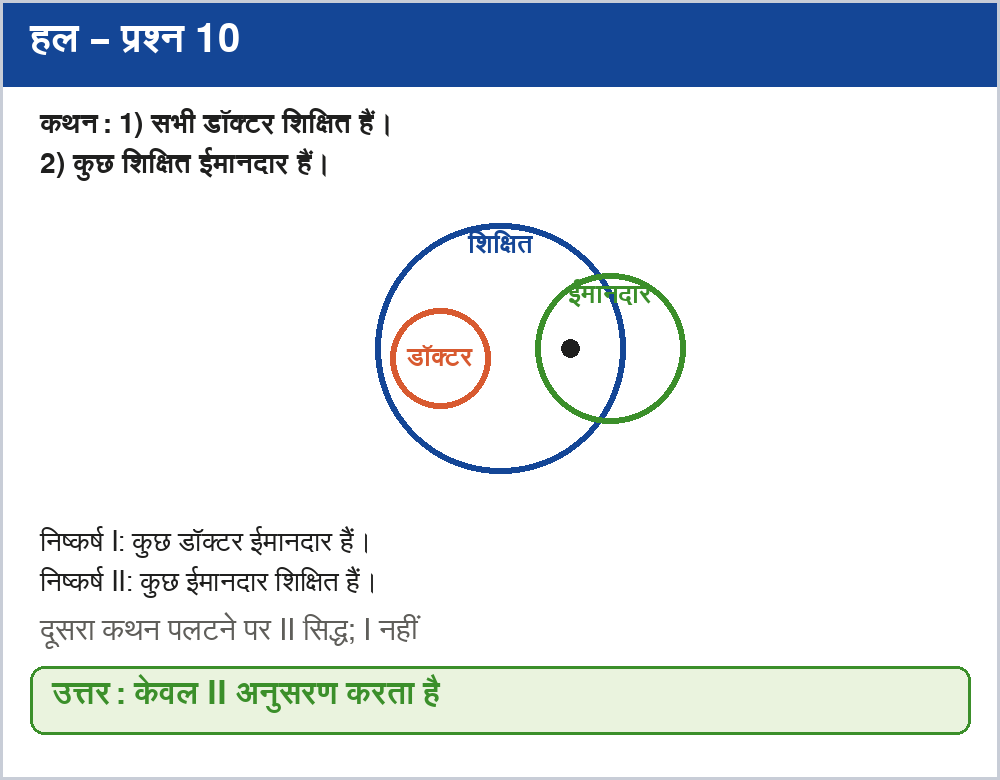 हल – प्रश्न 10
कथन : 1) सभी डॉक्टर शिक्षित हैं।
2) कुछ शिक्षित ईमानदार हैं।
शिक्षित
ईमानदार
डॉक्टर
निष्कर्ष I: कुछ डॉक्टर ईमानदार हैं।
निष्कर्ष II: कुछ ईमानदार शिक्षित हैं।
दूसरा कथन पलटने पर II सिद्ध; I नहीं
उत्तर : केवल II अनुसरण करता है